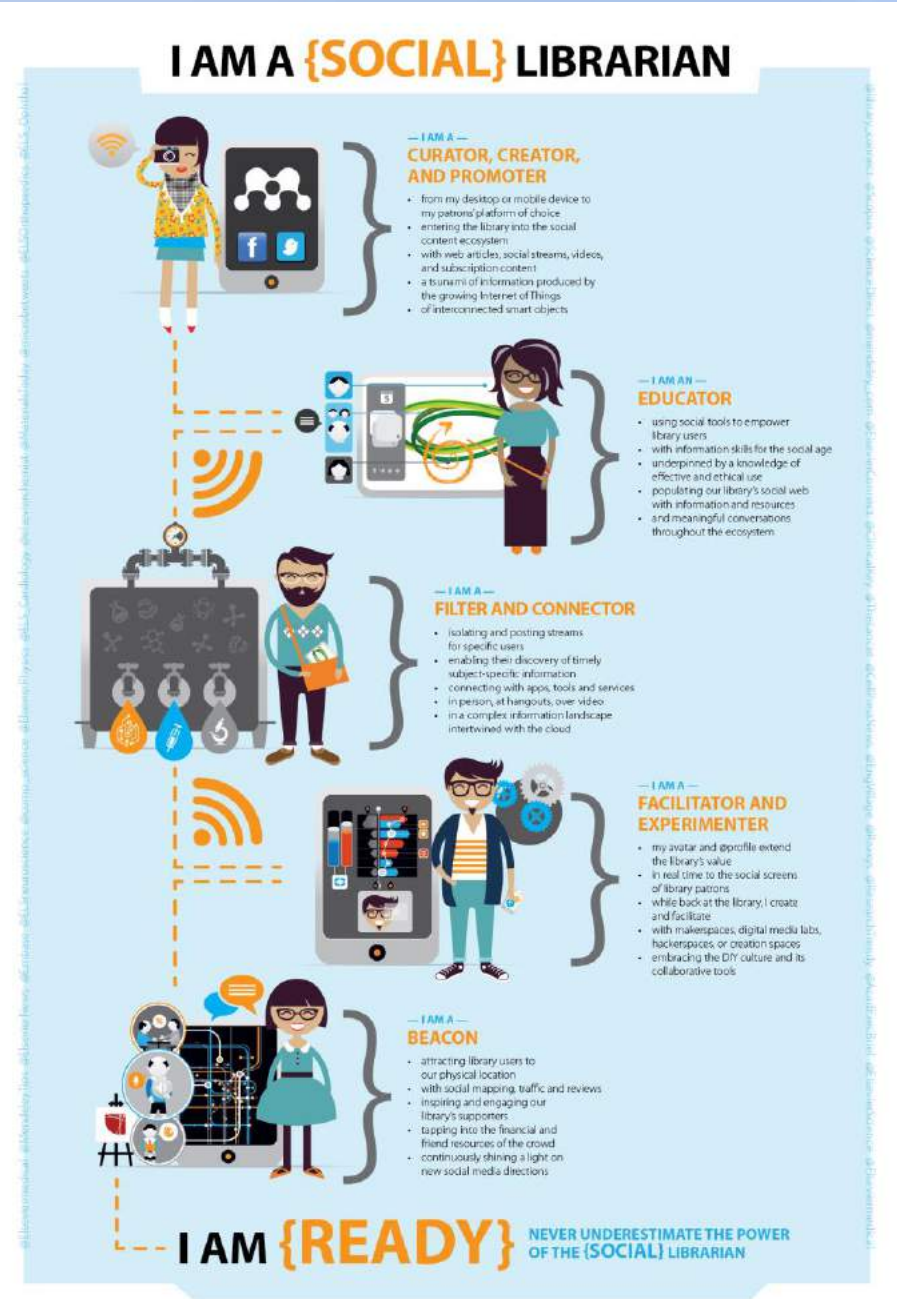 I AM A {SOCIAL} LIBRARIAN
— I AM A —
CURATOR, CREATOR,
AND PROMOTER
• from my desktop or mobile device to
my patrons' platform of choice
• entering the library into the social
content ecosystem
• with web articles, social streams, videos,
and subscription content
• a tsunami of information produced by
the growing Internet of Things
• of interconnected smart objects
— I AM AN —
EDUCATOR
• using social tools to empower
library users
• with information skills for the social age
• underpinned by a knowledge of
effective and ethical use
• populating our library's social web
with information and resources
• and meaningful conversations
throughout the ecosystem
— I AM A —
FILTER AND CONNECTOR
• isolating and posting streams
for specific users
• enabling their discovery of timely
subject-specific information
• connecting with apps, tools and services
• in person, at hangouts, over video
• in a complex information landscape
intertwined with the cloud
— I AM A —
FACILITATOR AND
EXPERIMENTER
• my avatar and @profile extend
the library's value
• in real time to the social screens
of library patrons
• while back at the library, I create
and facilitate
• with makerspaces, digital media labs,
hackerspaces, or creation spaces
• embracing the DIY culture and its
collaborative tools
— I AM A —
BEACON
• attracting library users to
our physical location
• with social mapping, traffic and reviews
• inspiring and engaging our
library's supporters
• tapping into the financial and
friend resources of the crowd
• continuously shining a light on
new social media directions
I AM {READY}
NEVER UNDERESTIMATE THE POWER
OF THE {SOCIAL} LIBRARIAN